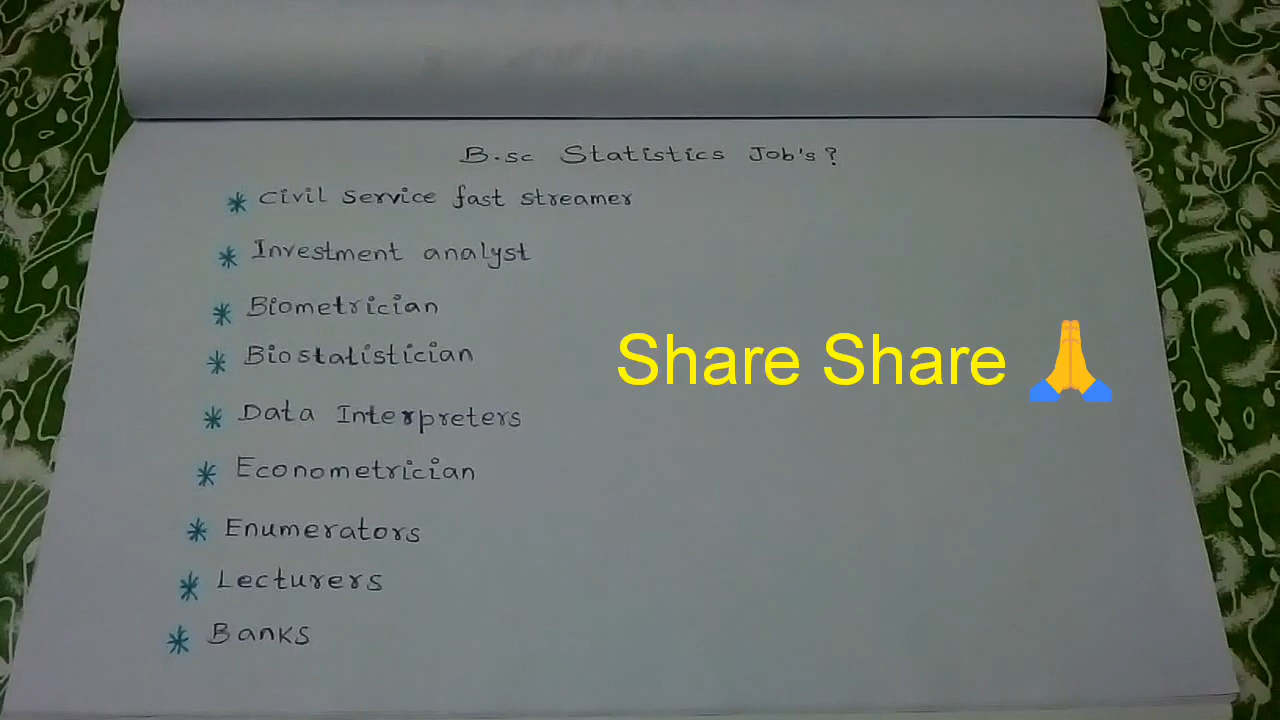 B.sc Statistics Job's?
* Civil Service fast streamer
* Investment analyst
* Biometrician
* Biostatistician
Share Share 🙏
* Data Interpreters
* Econometrician
* Enumerators
* Lecturers
* Banks